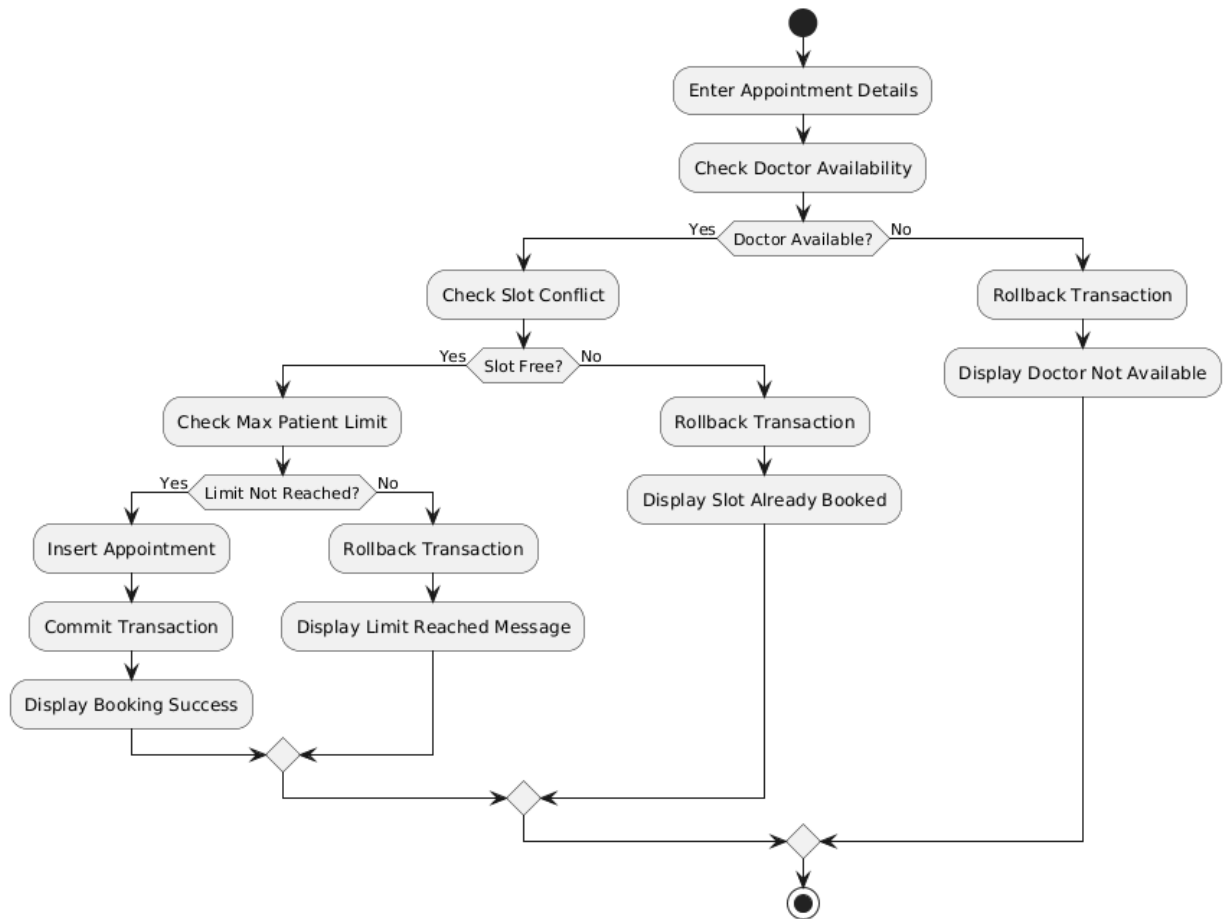 Enter Appointment Details
Check Doctor Availability
Yes
Doctor Available?
No
Check Slot Conflict
Rollback Transaction
Yes
Slot Free?
No
Display Doctor Not Available
Check Max Patient Limit
Rollback Transaction
Yes
Limit Not Reached?
No
Display Slot Already Booked
Insert Appointment
Rollback Transaction
Commit Transaction
Display Limit Reached Message
Display Booking Success